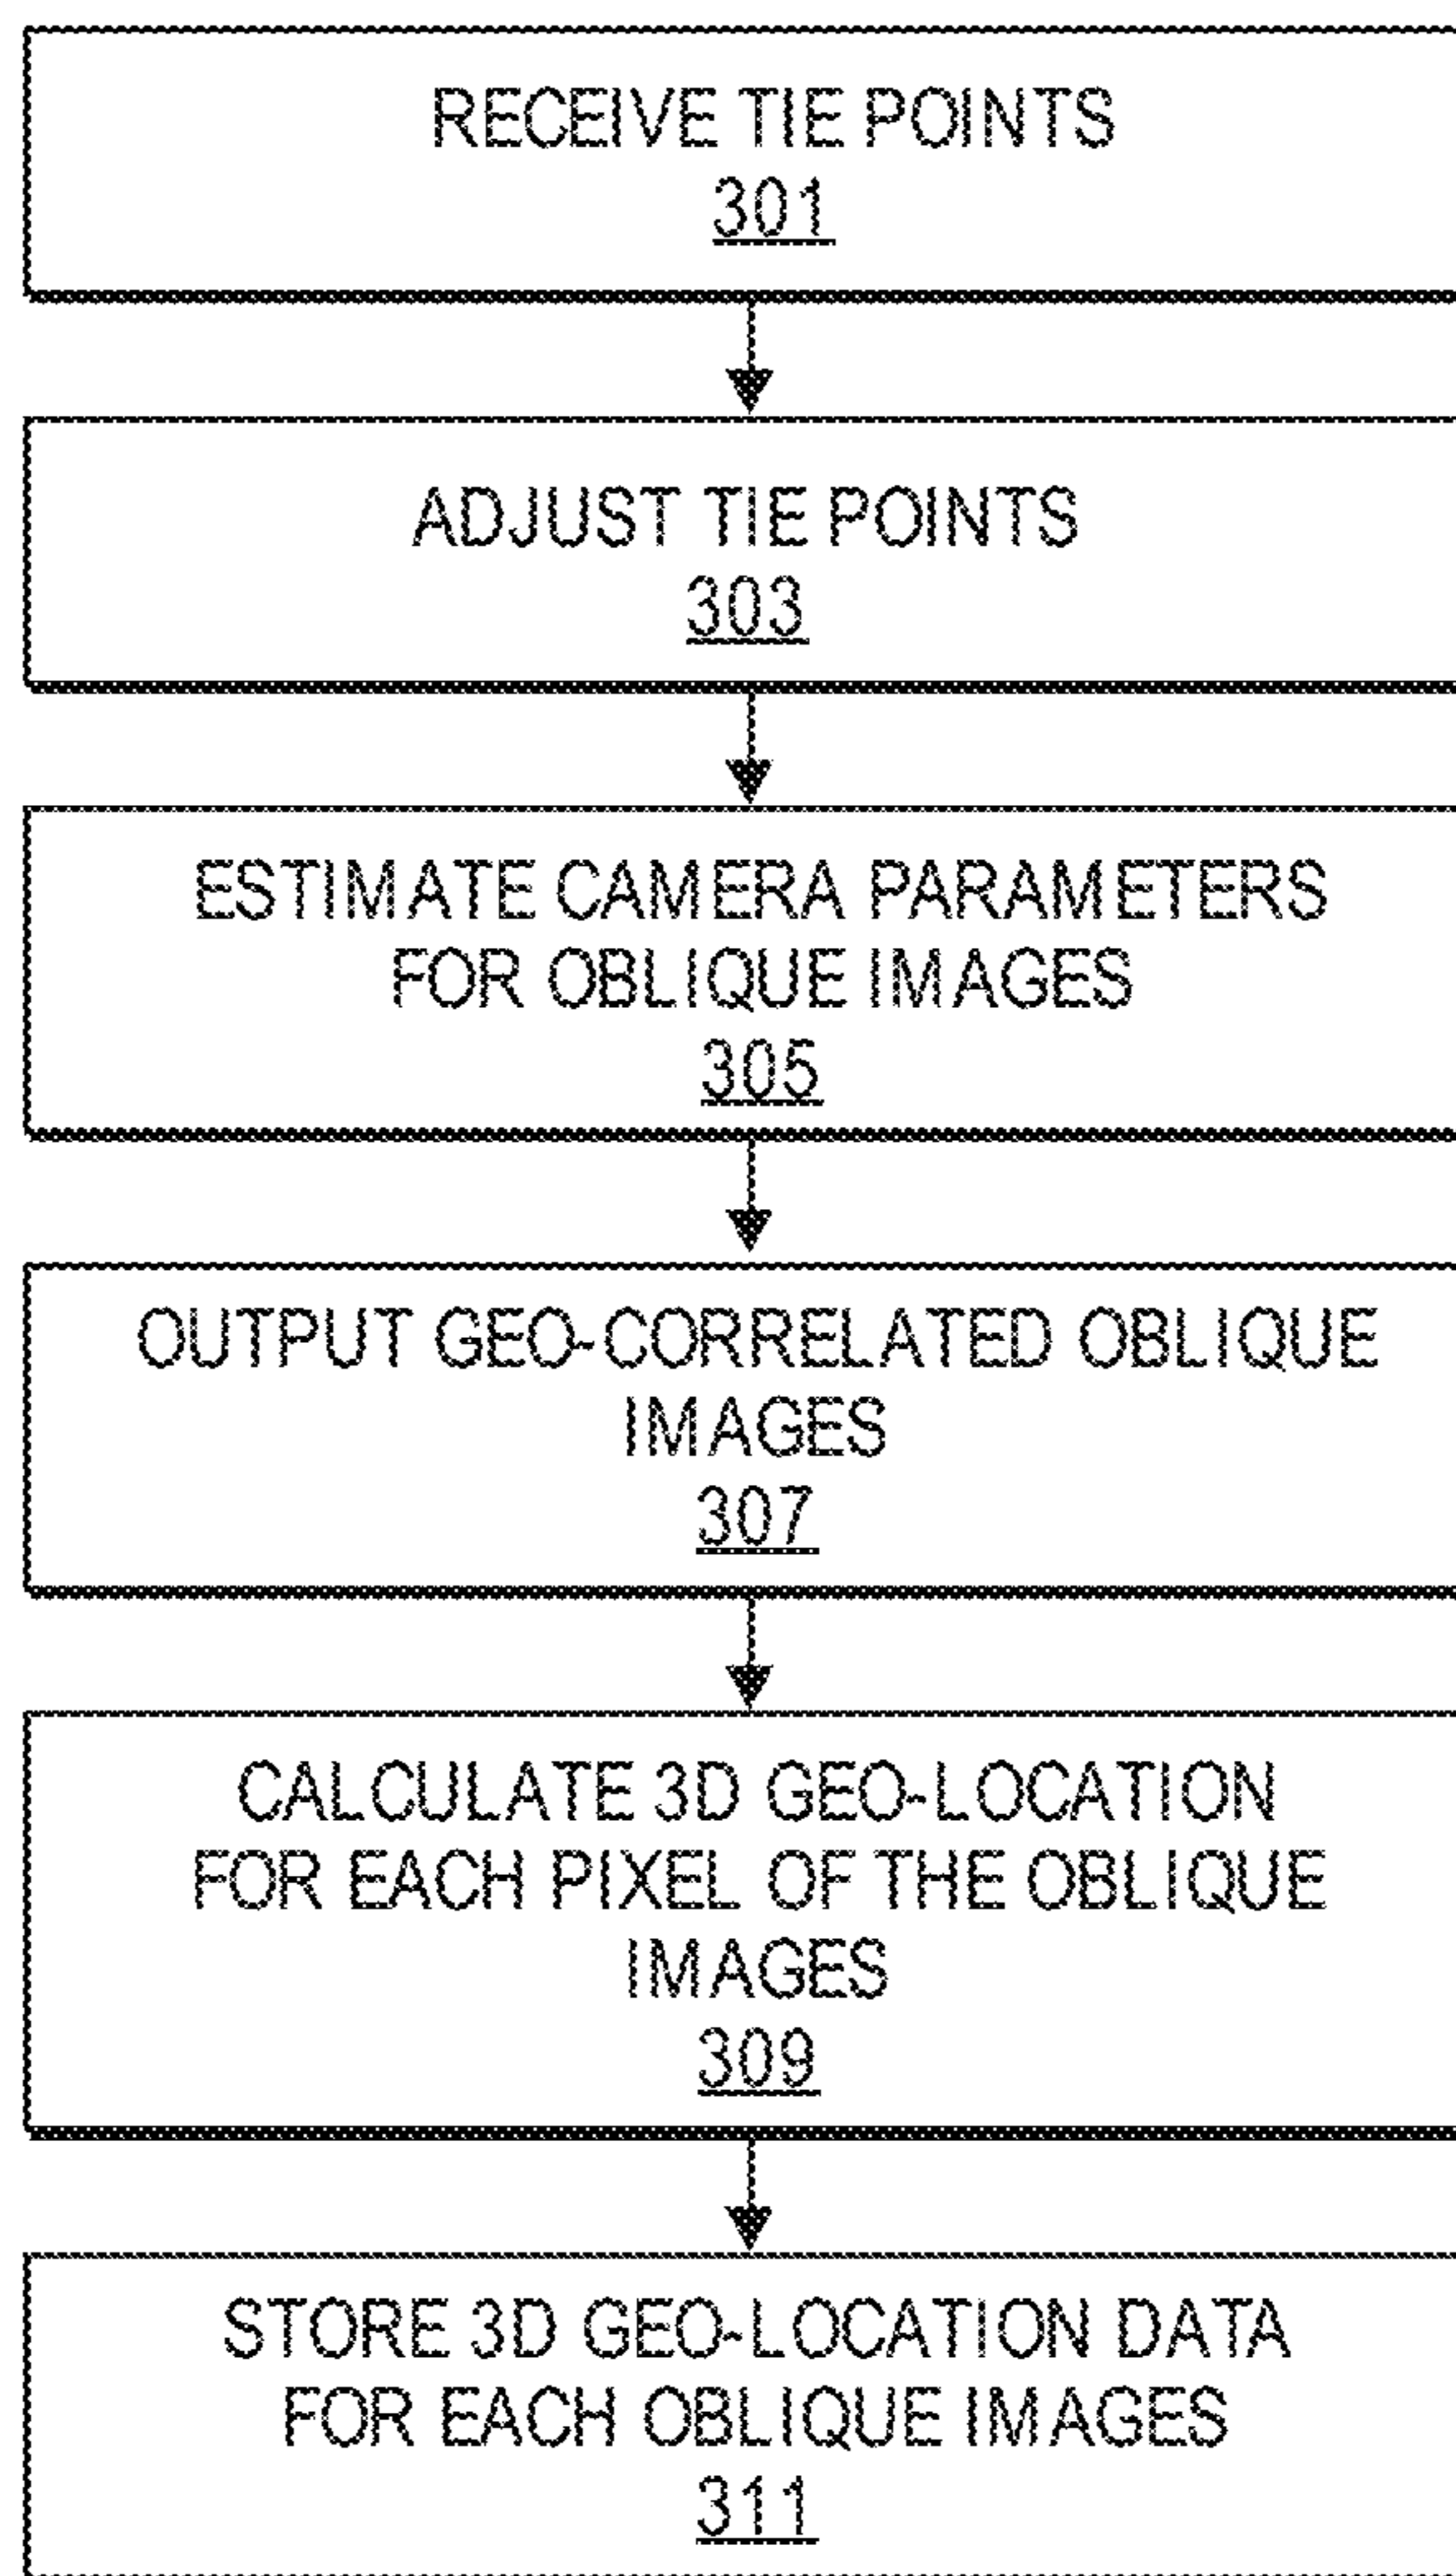 RECEIVE TIE POINTS
301
ADJUST TIE POINTS
303
ESTIMATE CAMERA PARAMETERS
FOR OBLIQUE IMAGES
305
OUTPUT GEO-CORRELATED OBLIQUE
IMAGES
307
CALCULATE 3D GEO-LOCATION
FOR EACH PIXEL OF THE OBLIQUE
IMAGES
309
STORE 3D GEO-LOCATION DATA
FOR EACH OBLIQUE IMAGES
311